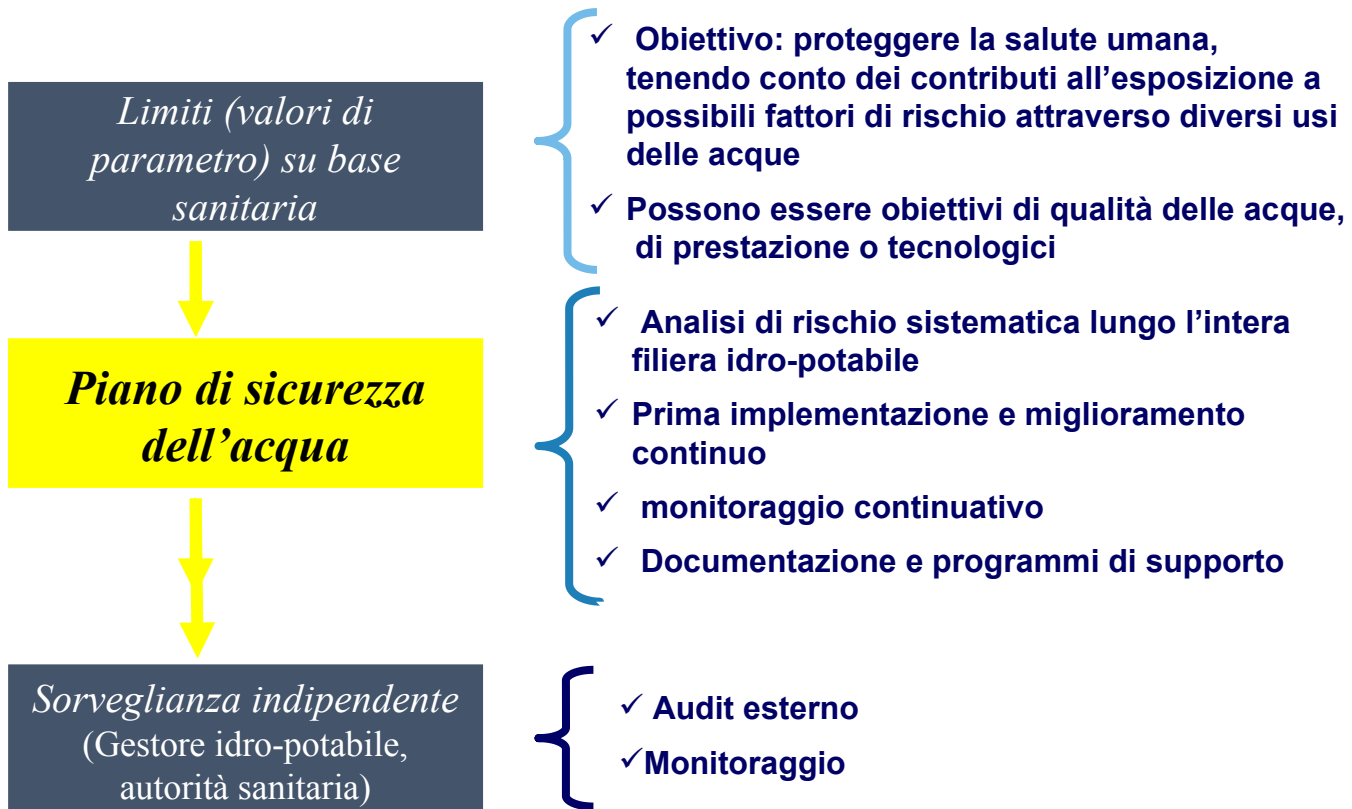 Limiti (valori di
parametro) su base
sanitaria
✓ Obiettivo: proteggere la salute umana,
tenendo conto dei contributi all’esposizione a
possibili fattori di rischio attraverso diversi usi
delle acque
✓ Possono essere obiettivi di qualità delle acque,
di prestazione o tecnologici
Piano di sicurezza
dell’acqua
✓ Analisi di rischio sistematica lungo l’intera
filiera idro-potabile
✓ Prima implementazione e miglioramento
continuo
✓ monitoraggio continuativo
✓ Documentazione e programmi di supporto
Sorveglianza indipendente
(Gestore idro-potabile,
autorità sanitaria)
✓ Audit esterno
✓Monitoraggio